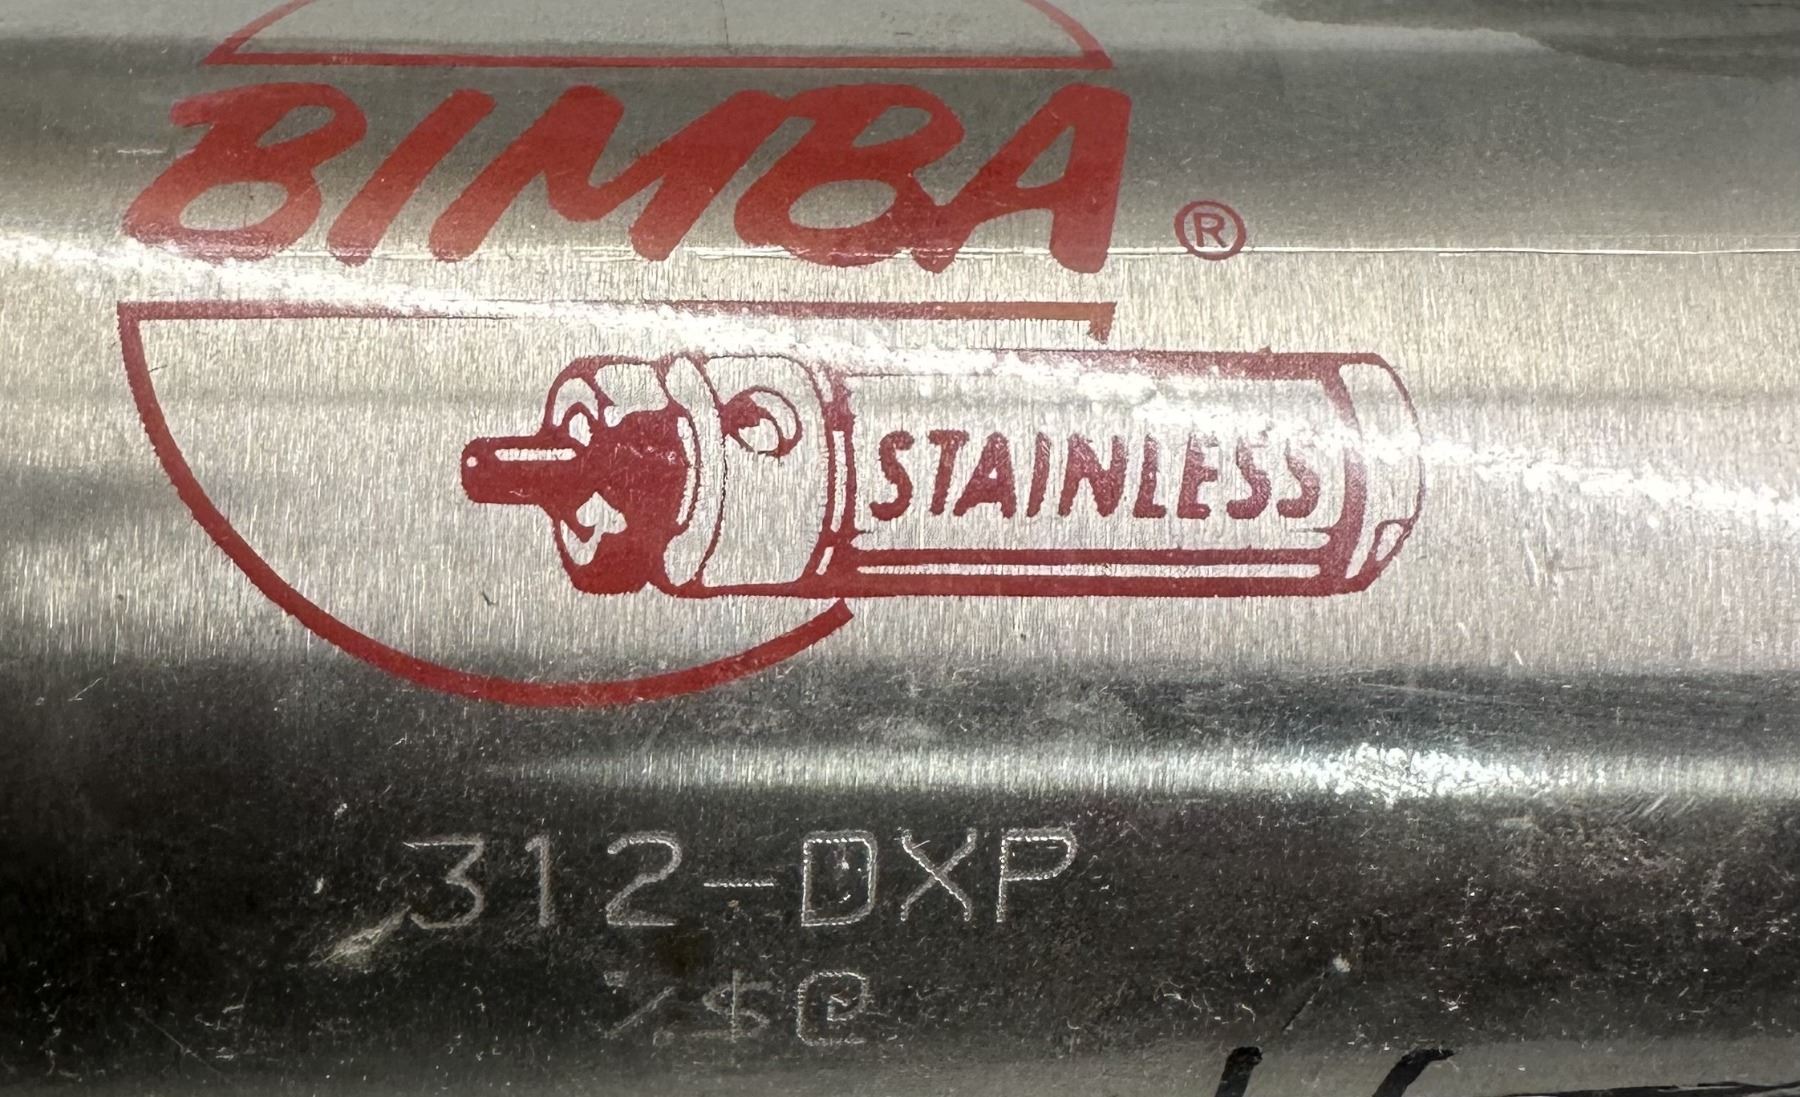 BIMBA ®
STAINLESS
312-DXP
%$@